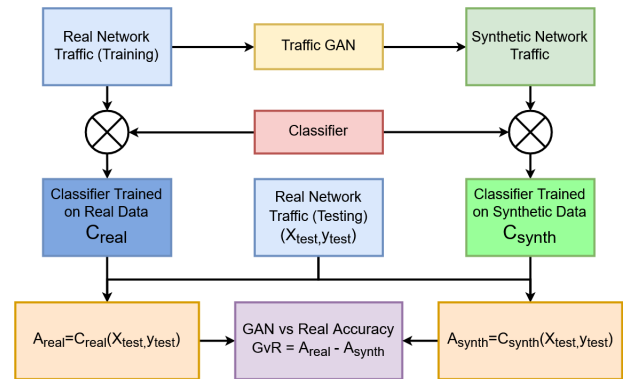 Real Network
Traffic (Training)
Traffic GAN
Synthetic Network
Traffic
Classifier
Classifier Trained
on Real Data
Creal
Real Network
Traffic (Testing)
(Xtest,ytest)
Classifier Trained
on Synthetic Data
Csynth
Areal=Creal(Xtest,ytest)
GAN vs Real Accuracy
GvR = Areal - Asynth
Asynth=Csynth(Xtest,ytest)